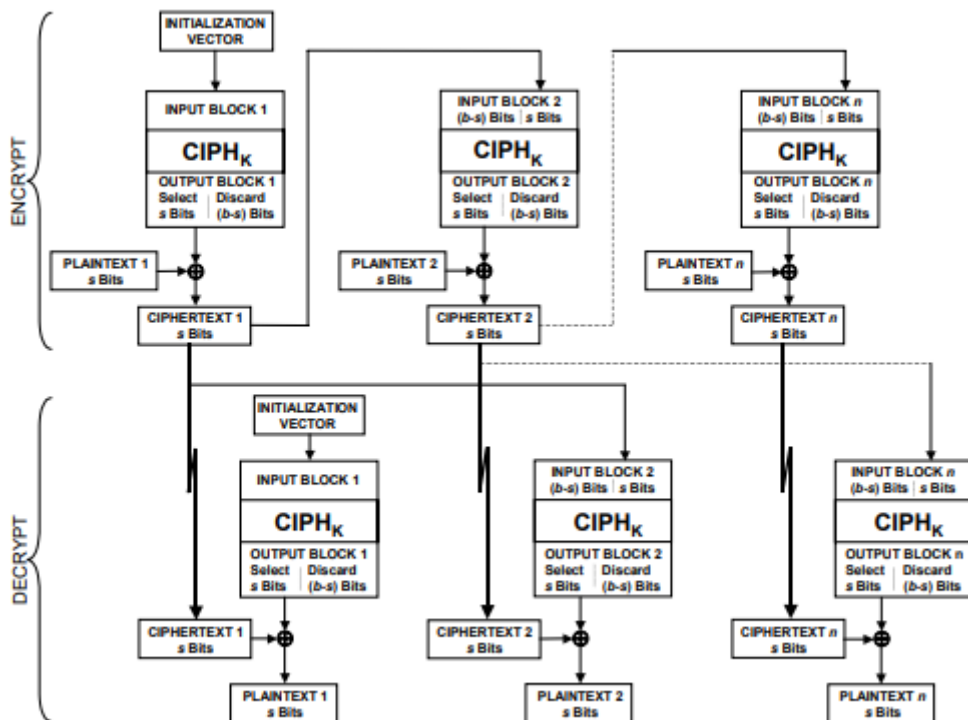 ENCRYPT
INITIALIZATION
VECTOR
INPUT BLOCK 1
CIPH_K
OUTPUT BLOCK 1
Select Discard
s Bits (b-s) Bits
PLAINTEXT 1
s Bits
CIPHERTEXT 1
s Bits
INPUT BLOCK 2
(b-s) Bits s Bits
CIPH_K
OUTPUT BLOCK 2
Select Discard
s Bits (b-s) Bits
PLAINTEXT 2
s Bits
CIPHERTEXT 2
s Bits
INPUT BLOCK n
(b-s) Bits s Bits
CIPH_K
OUTPUT BLOCK n
Select Discard
s Bits (b-s) Bits
PLAINTEXT n
s Bits
CIPHERTEXT n
s Bits
DECRYPT
INITIALIZATION
VECTOR
INPUT BLOCK 1
CIPH_K
OUTPUT BLOCK 1
Select Discard
s Bits (b-s) Bits
CIPHERTEXT 1
s Bits
PLAINTEXT 1
s Bits
INPUT BLOCK 2
(b-s) Bits s Bits
CIPH_K
OUTPUT BLOCK 2
Select Discard
s Bits (b-s) Bits
CIPHERTEXT 2
s Bits
PLAINTEXT 2
s Bits
INPUT BLOCK n
(b-s) Bits s Bits
CIPH_K
OUTPUT BLOCK n
Select Discard
s Bits (b-s) Bits
CIPHERTEXT n
s Bits
PLAINTEXT n
s Bits